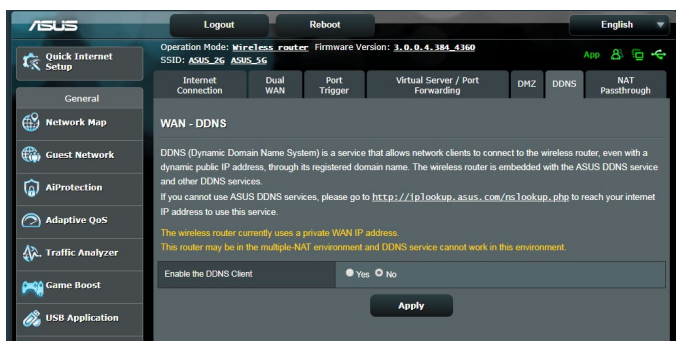 ASUS
Logout
Reboot
English
Quick Internet
Setup
General
Network Map
Guest Network
AiProtection
Adaptive QoS
Traffic Analyzer
Game Boost
USB Application
Operation Mode: Wireless router Firmware Version: 3.0.0.4.384_4360
SSID: ASUS_2G ASUS_5G
App
Internet
Connection
Dual
WAN
Port
Trigger
Virtual Server / Port
Forwarding
DMZ
DDNS
NAT
Passthrough
WAN - DDNS
DDNS (Dynamic Domain Name System) is a service that allows network clients to connect to the wireless router, even with a
dynamic public IP address, through its registered domain name. The wireless router is embedded with the ASUS DDNS service
and other DDNS services.
If you cannot use ASUS DDNS services, please go to http://iplookup.asus.com/nslookup.php to reach your internet
IP address to use this service.
The wireless router currently uses a private WAN IP
address.
This router may be in the multiple-NAT environment and DDNS service cannot work in this environment.
Enable the DDNS Client
Yes No
Apply